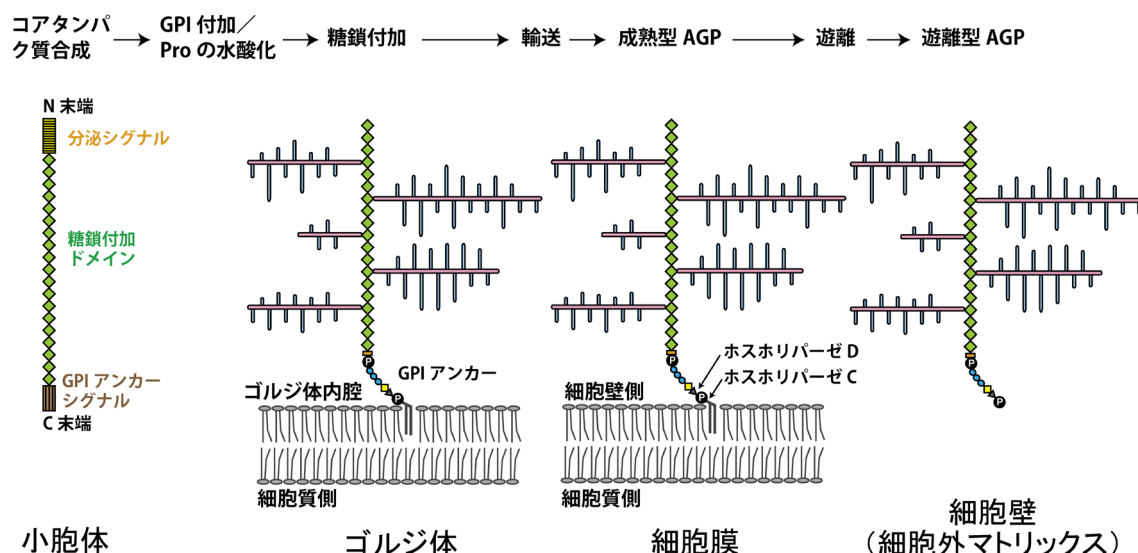 コアタンパ
ク質合成
GPI 付加／
Pro の水酸化
糖鎖付加
輸送
成熟型 AGP
遊離
遊離型 AGP
N 末端
分泌シグナル
糖鎖付加
ドメイン
GPI アンカー
シグナル
C 末端
P
GPI アンカー
P
ゴルジ体内腔
細胞質側
P
ホスホリパーゼ D
ホスホリパーゼ C
P
細胞壁側
細胞質側
P
P
小胞体
ゴルジ体
細胞膜
細胞壁
（細胞外マトリックス）